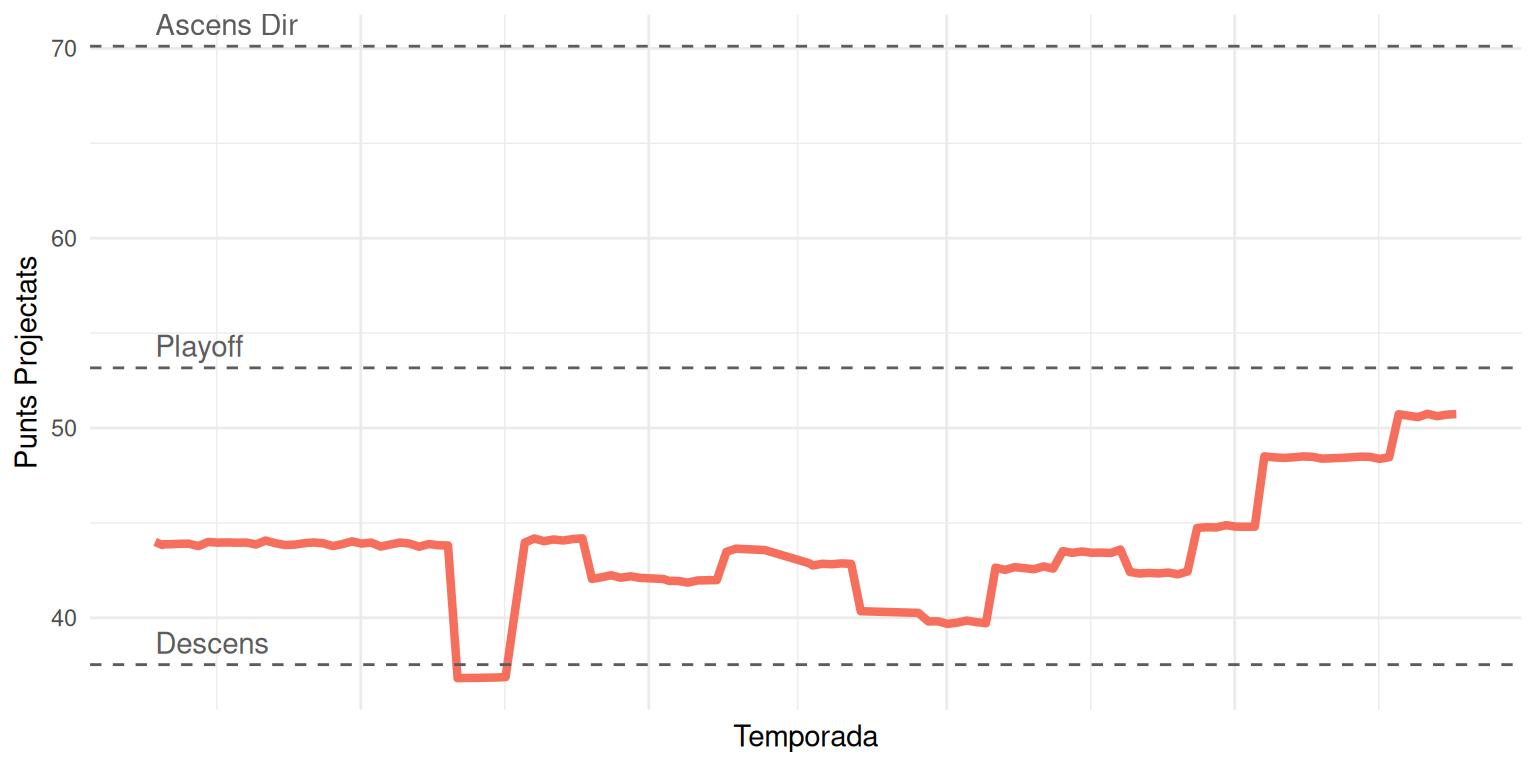 Ascens Dir
70
60
Playoff
50
40
Descens
Punts Projectats
Temporada